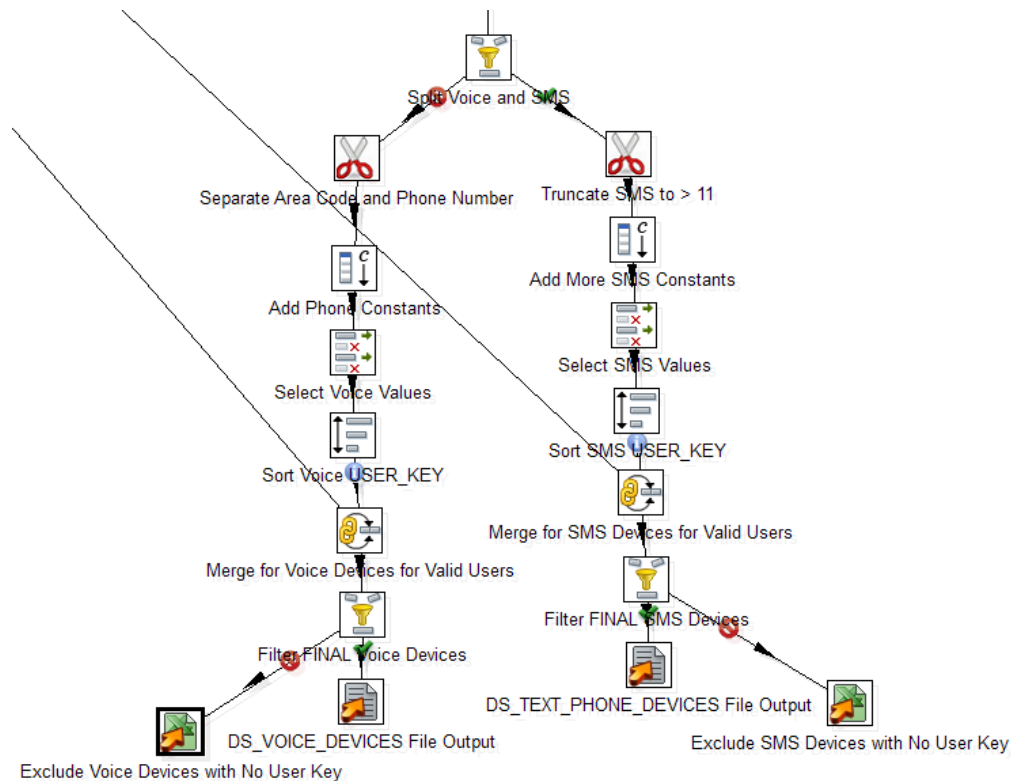 Split Voice and SMS
Separate Area Code and Phone Number
Truncate SMS to > 11
C
Add Phone Constants
C
Add More SMS Constants
Select Voice Values
Select SMS Values
Sort Voice USER_KEY
Sort SMS USER_KEY
Merge for Voice Devices for Valid Users
Merge for SMS Devices for Valid Users
Filter FINAL Voice Devices
Filter FINAL SMS Devices
DS_VOICE_DEVICES File Output
DS_TEXT_PHONE_DEVICES File Output
Exclude Voice Devices with No User Key
Exclude SMS Devices with No User Key